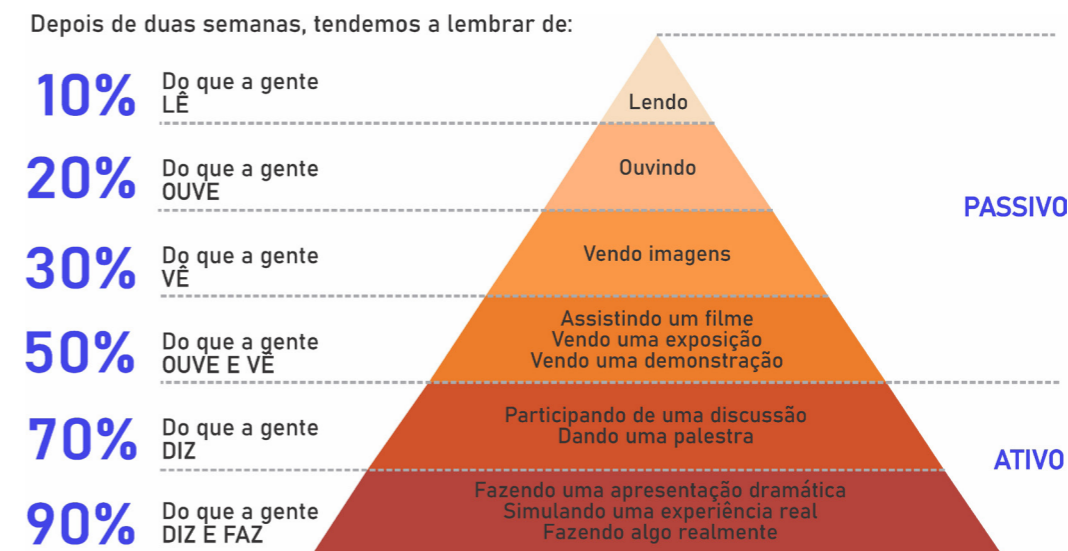 Depois de duas semanas, tendemos a lembrar de:
10%
Do que a gente
LÊ
Lendo
20%
Do que a gente
OUVE
Ouvindo
PASSIVO
30%
Do que a gente
VÊ
Vendo imagens
50%
Do que a gente
OUVE E VÊ
Assistindo um filme
Vendo uma exposição
Vendo uma demonstração
70%
Do que a gente
DIZ
Participando de uma discussão
Dando uma palestra
ATIVO
90%
Do que a gente
DIZ E FAZ
Fazendo uma apresentação dramática
Simulando uma experiência real
Fazendo algo realmente